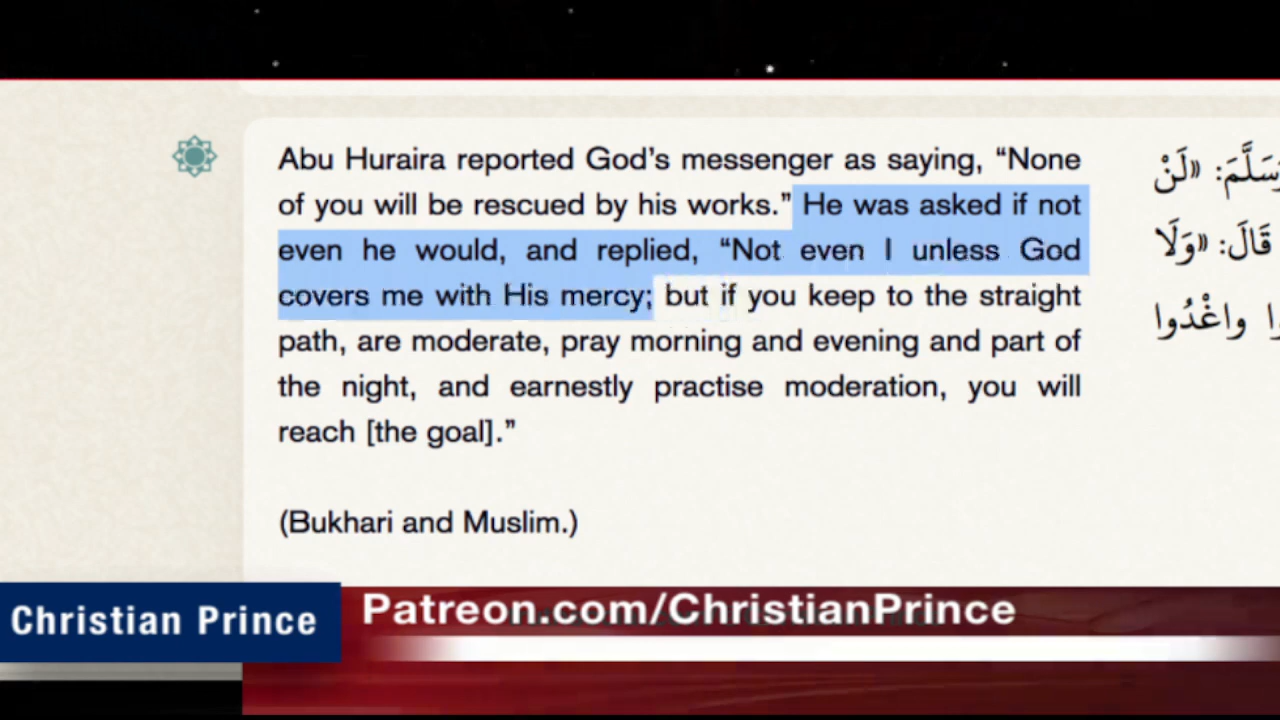 Abu Huraira reported God’s messenger as saying, “None
of you will be rescued by his works.” He was asked if not
even he would, and replied, “Not even I unless God
covers me with His mercy; but if you keep to the straight
path, are moderate, pray morning and evening and part of
the night, and earnestly practise moderation, you will
reach [the goal].”
(Bukhari and Muslim.)
وَسَلَّمَ: «لَنْ
قَالَ: «وَلَا
واغْدُوا
Christian Prince
Patreon.com/ChristianPrince